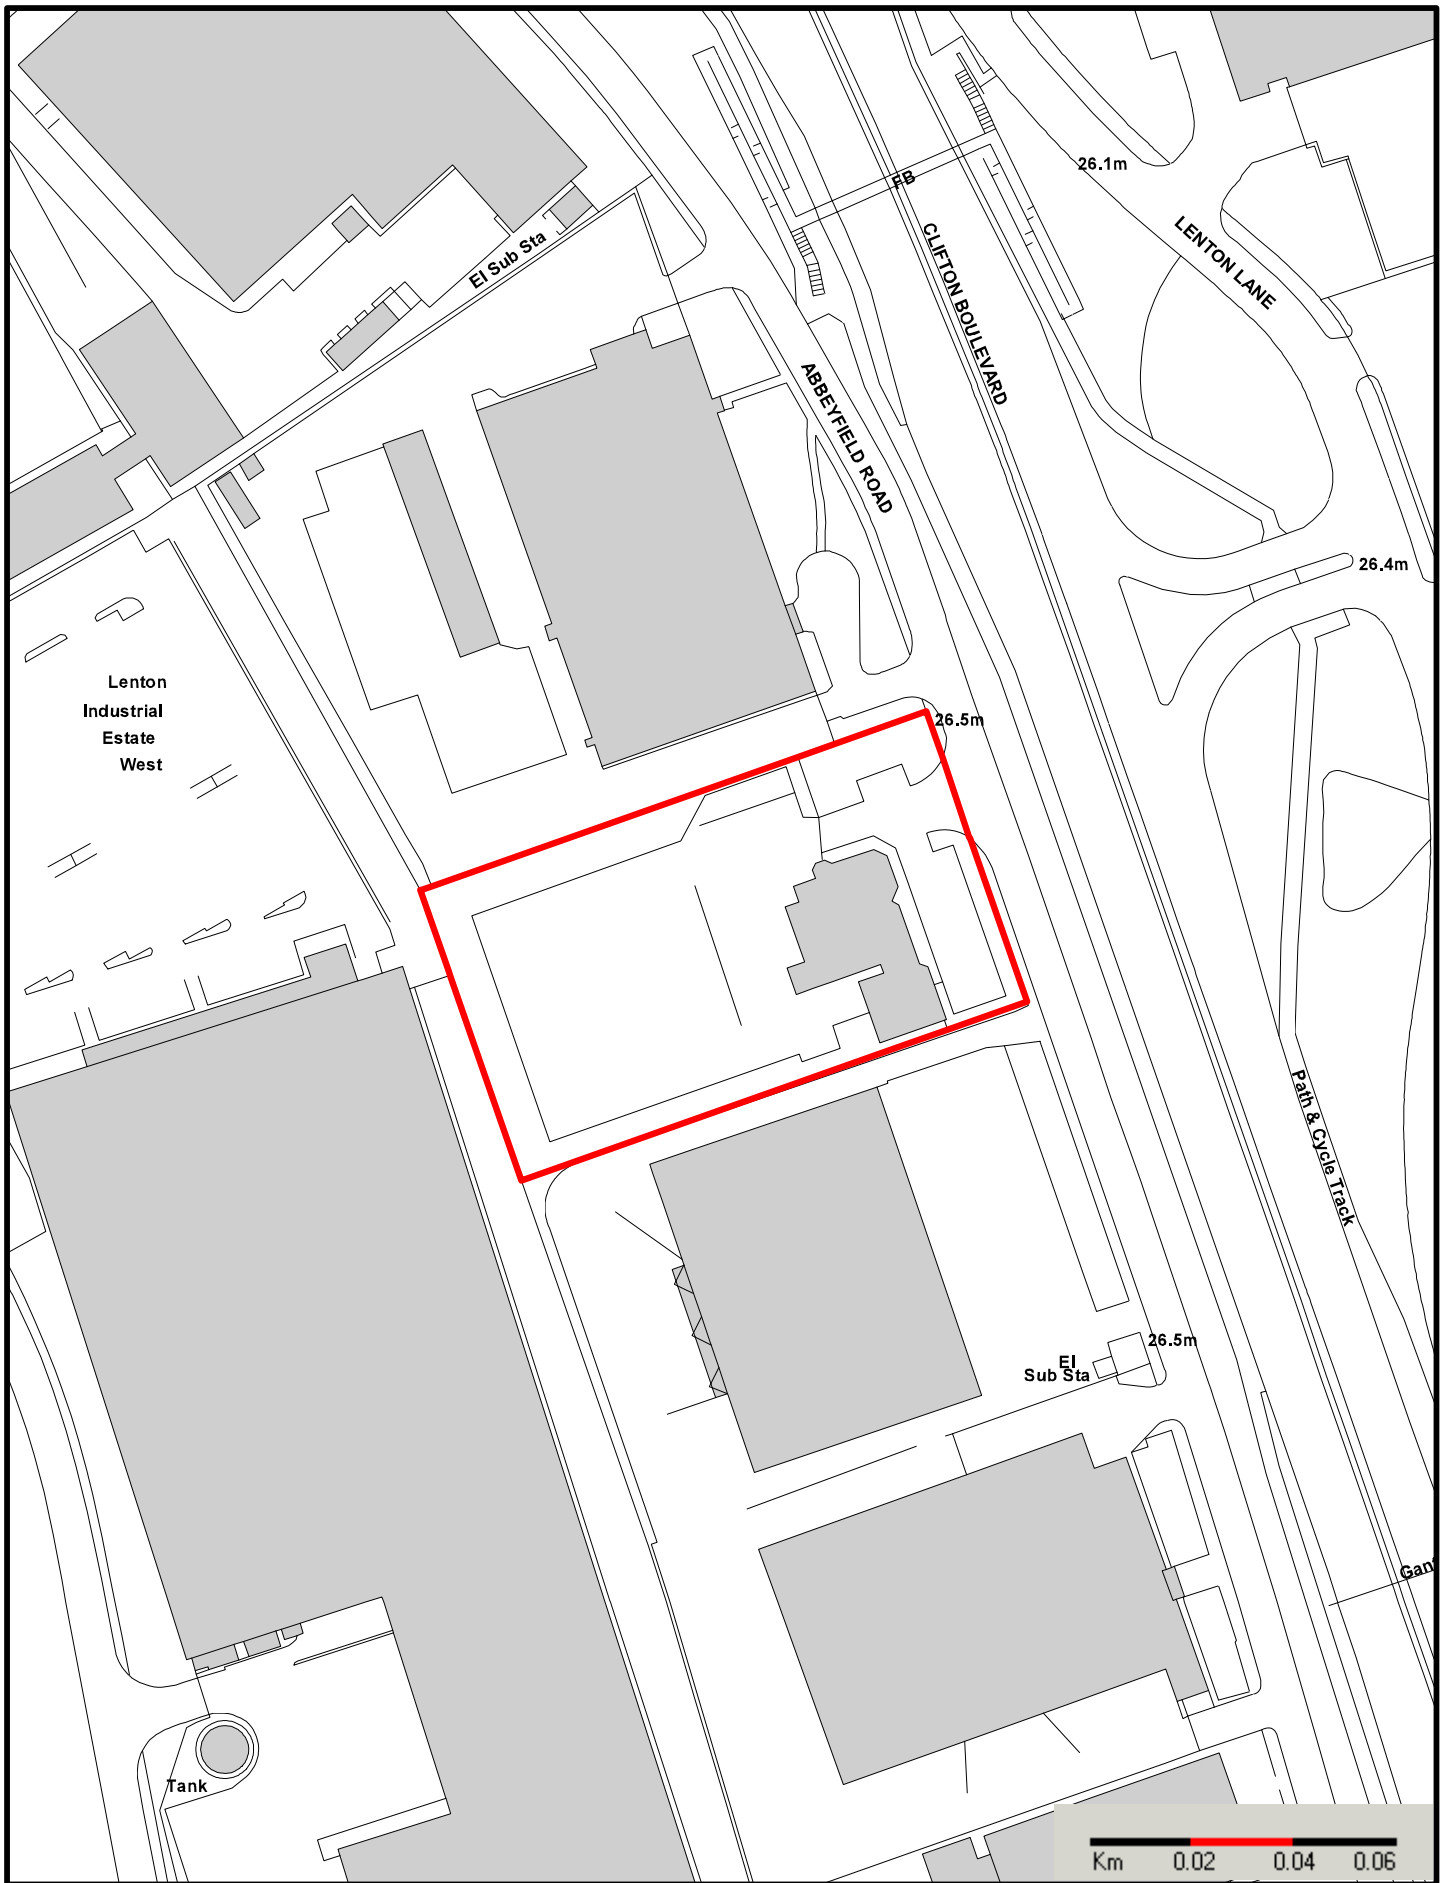 26.1m
FB
LENTON LANE
El Sub Sta
CLIFTON BOULEVARD
ABBEYFIELD ROAD
26.4m
Lenton
Industrial
Estate
West
26.5m
Path & Cycle Track
26.5m
El
Sub Sta
Gant
Tank
Km 0.02 0.04 0.06